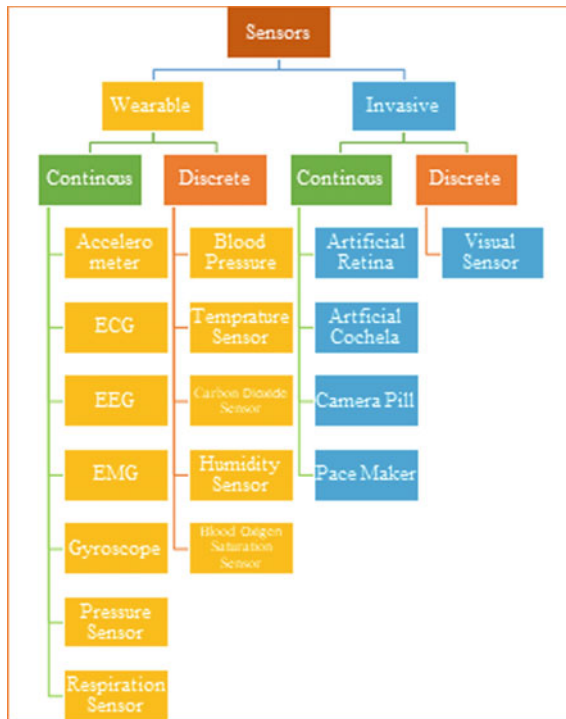 Sensors
Wearable
Invasive
Continous
Discrete
Continous
Discrete
Accelero
meter
Blood
Pressure
Artificial
Retina
Visual
Sensor
ECG
Temprature
Sensor
Artficial
Cochela
EEG
Carbon Dioxide
Sensor
Camera Pill
EMG
Humidity
Sensor
Pace Maker
Gyroscope
Blood Oxigen
Saturation
Sensor
Pressure
Sensor
Respiration
Sensor